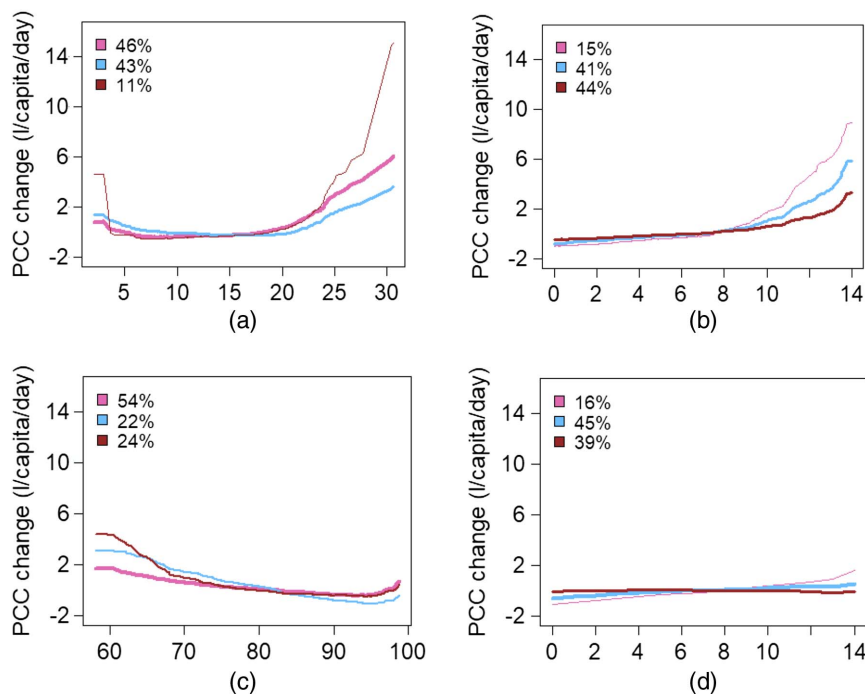 PCC change (l/capita/day)
14
10
6
2
-2
46%
43%
11%
5 10 15 20 25 30
(a)
PCC change (l/capita/day)
14
10
6
2
-2
15%
41%
44%
0 2 4 6 8 10 14
(b)
PCC change (l/capita/day)
14
10
6
2
-2
54%
22%
24%
60 70 80 90 100
(c)
PCC change (l/capita/day)
14
10
6
2
-2
16%
45%
39%
0 2 4 6 8 10 14
(d)